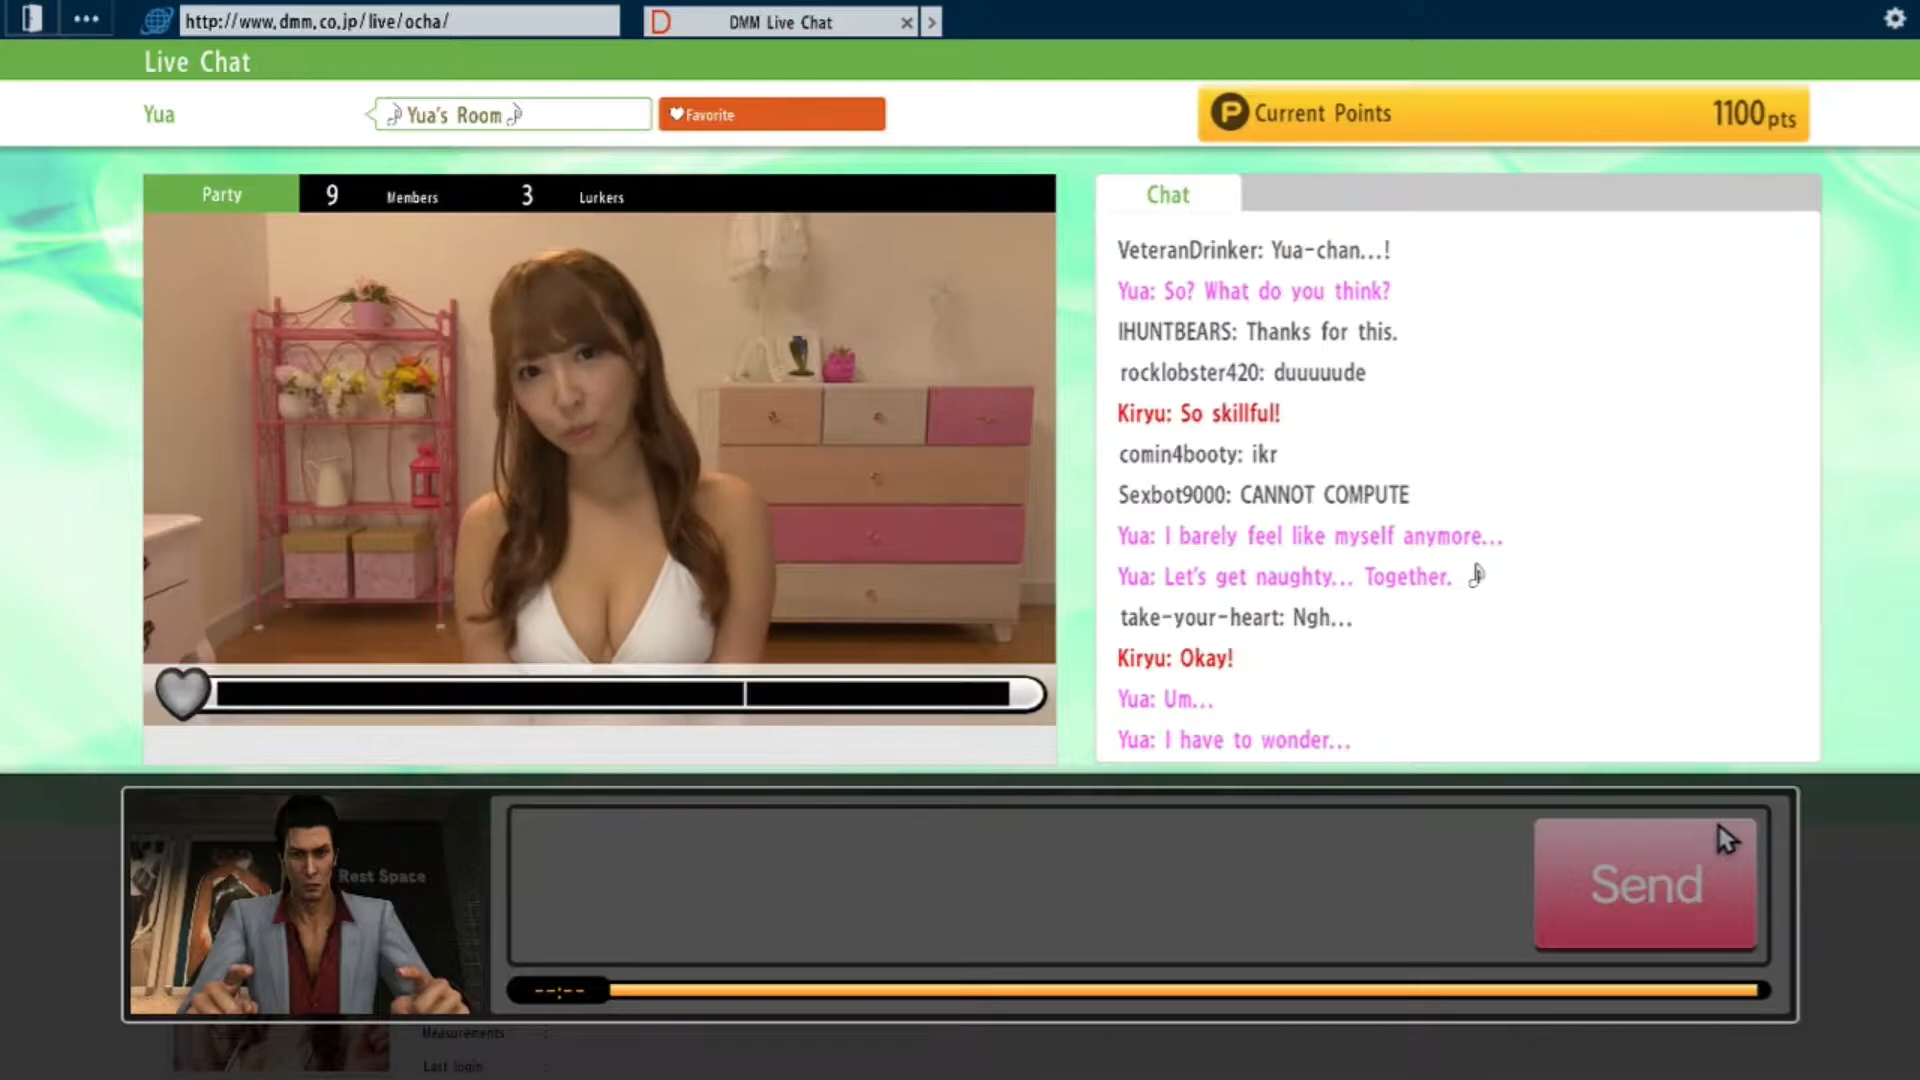 http://www.dmm.co.jp/live/ocha/
DMM Live Chat
Live Chat
Yua
Yua's Room
Favorite
P Current Points 1100pts
Party 9 Members 3 Lurkers
Chat
VeteranDrinker: Yua-chan...!
Yua: So? What do you think?
IHUNTBEARS: Thanks for this.
rocklobster420: duuuuude
Kiryu: So skillful!
comin4booty: ikr
Sexbot9000: CANNOT COMPUTE
Yua: I barely feel like myself anymore...
Yua: Let's get naughty... Together. ♪
take-your-heart: Ngh...
Kiryu: Okay!
Yua: Um...
Yua: I have to wonder...
Rest Space
Send
--:--
Measurements :
Last login :